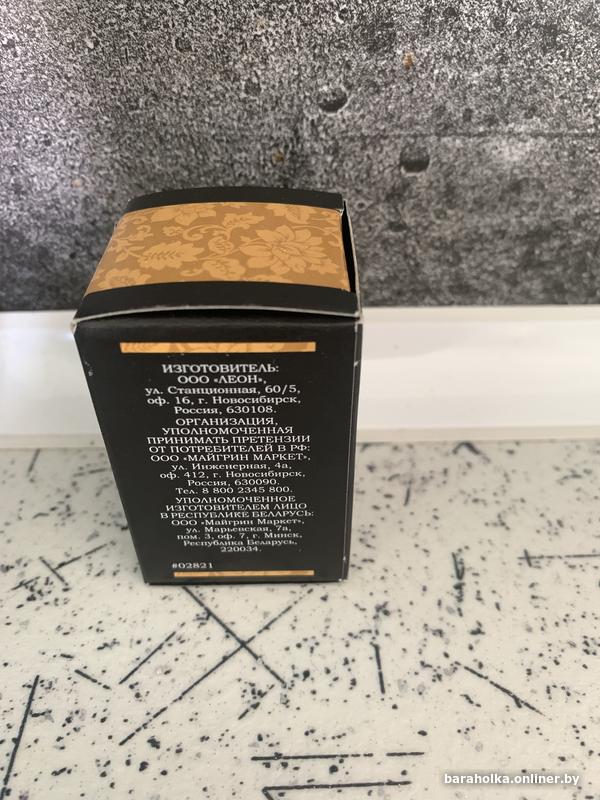 ИЗГОТОВИТЕЛЬ:
ООО «ЛЕОН»,
ул. Станционная, 60/5,
оф. 16, г. Новосибирск,
Россия, 630108.
ОРГАНИЗАЦИЯ,
УПОЛНОМОЧЕННАЯ
ПРИНИМАТЬ ПРЕТЕНЗИИ
ОТ ПОТРЕБИТЕЛЕЙ В РФ:
ООО «МАЙГРИН МАРКЕТ»,
ул. Инженерная, 4а,
оф. 412, г. Новосибирск,
Россия, 630090.
Тел. 8 800 2345 800.
УПОЛНОМОЧЕННОЕ
ИЗГОТОВИТЕЛЕМ ЛИЦО
В РЕСПУБЛИКЕ БЕЛАРУСЬ:
ООО «Майгрин Маркет»,
ул. Марьевская, 7а,
пом. 3, оф. 7, г. Минск,
Республика Беларусь,
220034.
#02821
baraholka.onliner.by